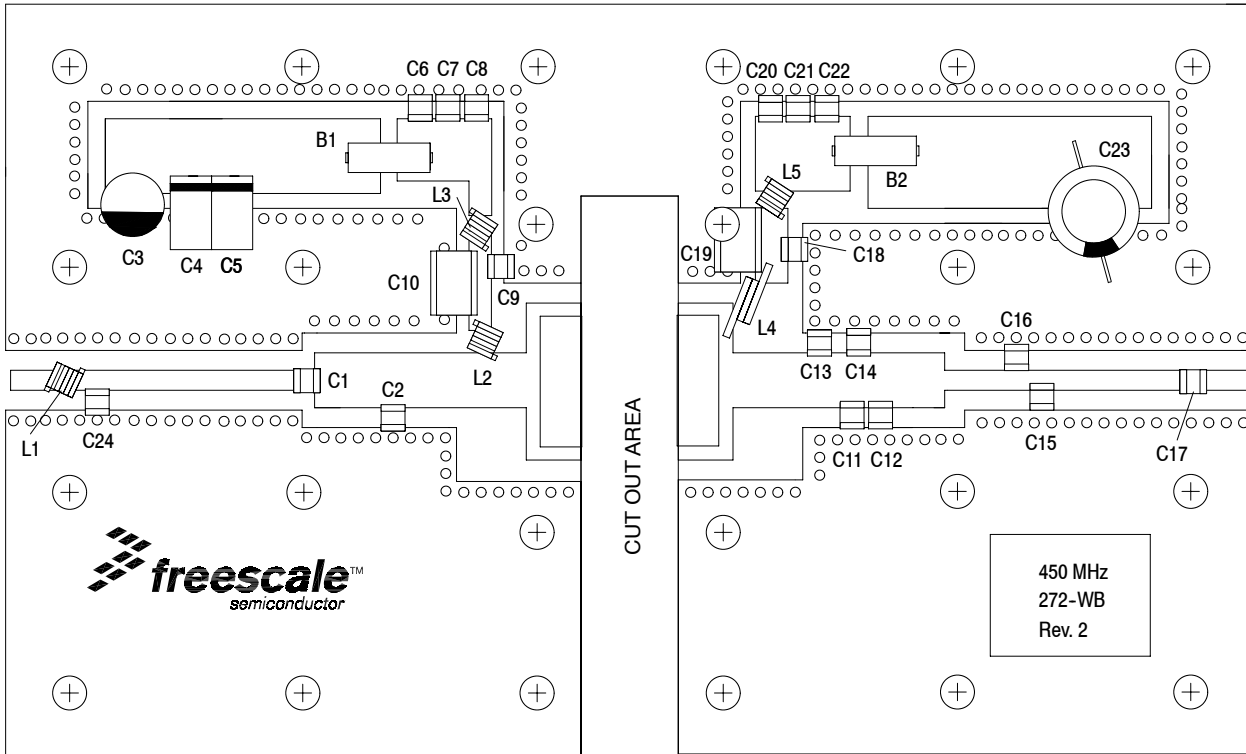 C6 C7 C8
C20 C21 C22
B1
B2
C23
L3
L5
C3
C4
C5
C10
C9
C19
C18
L4
L2
C16
C1
C2
C13
C14
L1
C24
C11
C12
C15
C17
CUT OUT AREA
freescale™
semiconductor
450 MHz
272-WB
Rev. 2